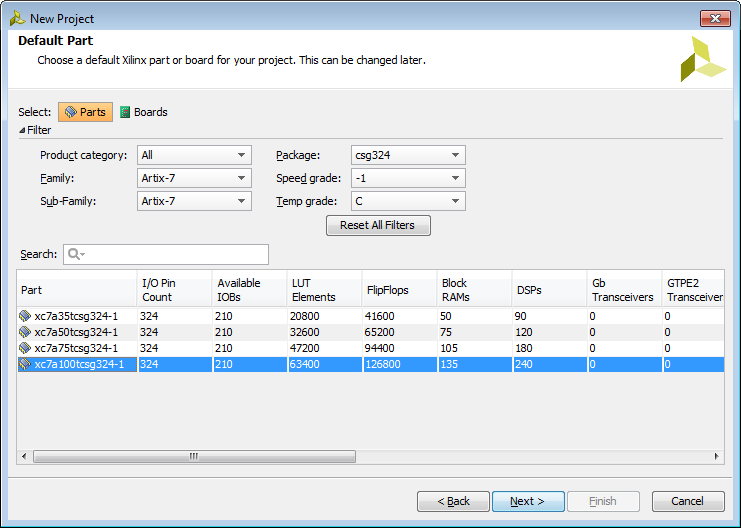 New Project
Default Part
Choose a default Xilinx part or board for your project. This can be changed later.
Select: Parts Boards
Filter
Product category: All Package: csg324
Family: Artix-7 Speed grade: -1
Sub-Family: Artix-7 Temp grade: C
Reset All Filters
Search:
Part I/O Pin Count Available IOBs LUT Elements FlipFlops Block RAMs DSPs Gb Transceivers GTPE2 Transceiver
xc7a35tcsg324-1 324 210 20800 41600 50 90 0 0
xc7a50tcsg324-1 324 210 32600 65200 75 120 0 0
xc7a75tcsg324-1 324 210 47200 94400 105 180 0 0
xc7a100tcsg324-1 324 210 63400 126800 135 240 0 0
< Back Next > Finish Cancel